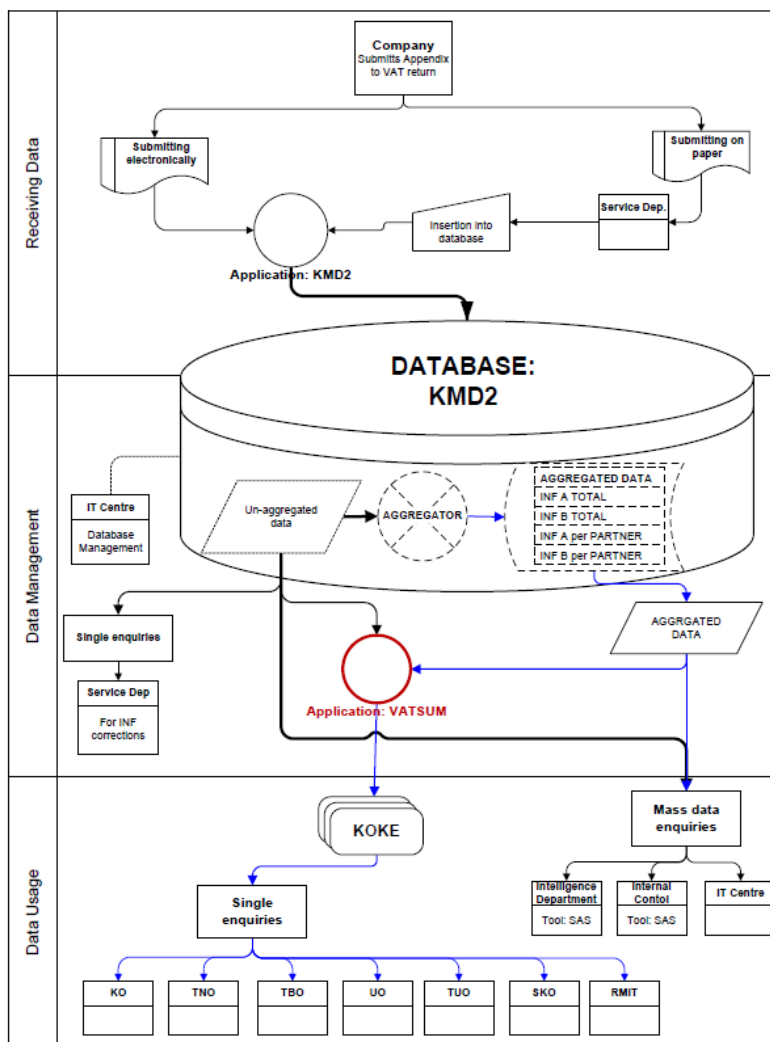 Receiving Data
Company
Submitts Appendix
to VAT return
Submitting
electronically
Submitting on
paper
Service Dep.
Insertion into
database
Application: KMD2
DATABASE:
KMD2
Data Management
IT Centre
Database
Management
Un-aggregated
data
AGGREGATOR
AGGREGATED DATA
INF A TOTAL
INF B TOTAL
INF A per PARTNER
INF B per PARTNER
AGGRGATED
DATA
Single enquiries
Service Dep
For INF
corrections
Application: VATSUM
Data Usage
KOKE
Mass data
enquiries
Single
enquiries
Intelligence
Department
Tool: SAS
Internal
Contol
Tool: SAS
IT Centre
KO
TNO
TBO
UO
TUO
SKO
RMIT